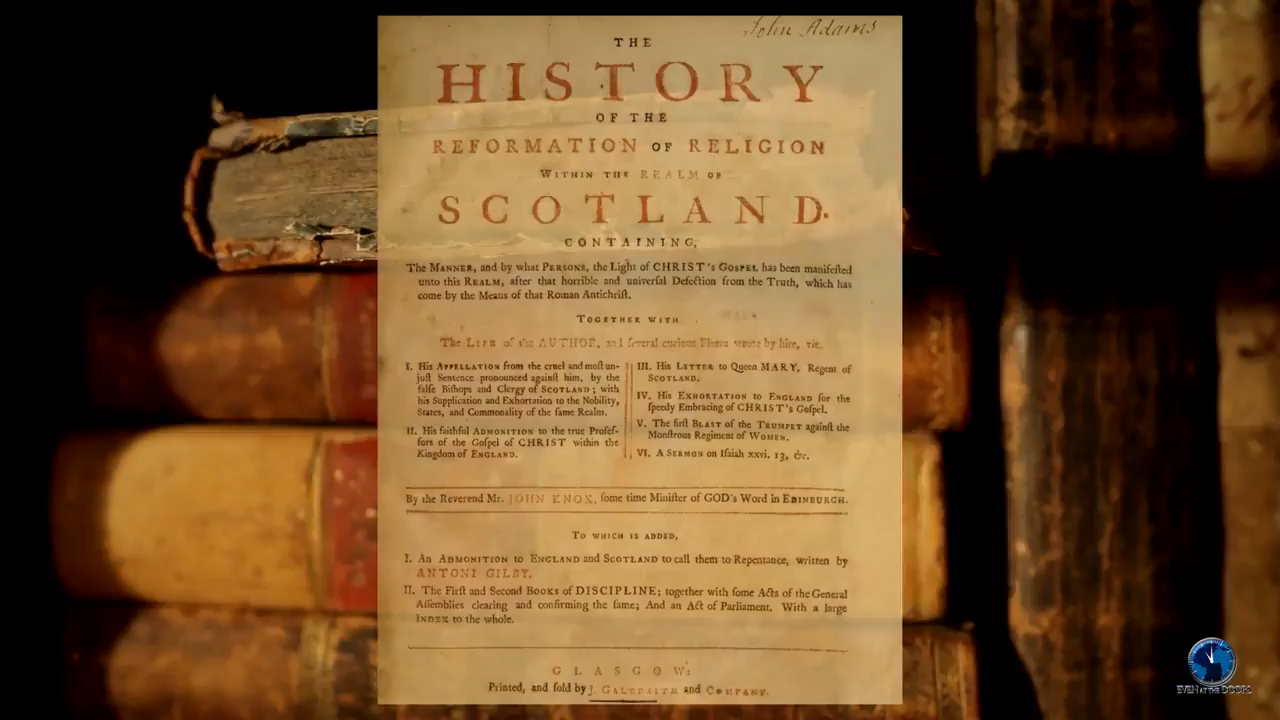 John Adams
THE
HISTORY
OF THE
REFORMATION OF RELIGION
WITHIN THE REALM OF
SCOTLAND.
CONTAINING,
The MANNER, and by what PERSONS, the Light of CHRIST's GOSPEL has been manifeſted
unto this REALM, after that horrible and univerſal Defection from the Truth, which has
come by the Means of that Roman Antichriſt.
TOGETHER WITH
The LIFE of the AUTHOR, and ſeveral curious Pieces wrote by him, viz.
I. His APPELLATION from the cruel and moſt un-
juſt Sentence pronounced againſt him, by the
falſe Biſhops and Clergy of SCOTLAND; with
his Supplication and Exhortation to the Nobility,
States, and Commonality of the ſame Realm.
II. His faithful ADMONITION to the true Profeſ-
ſors of the Goſpel of CHRIST within the
Kingdom of ENGLAND.
III. His LETTER to Queen MARY, Regent of
SCOTLAND.
IV. His EXHORTATION to ENGLAND for the
ſpeedy Embracing of CHRIST's Goſpel.
V. The firſt BLAST of the TRUMPET againſt the
Monſtrous Regiment of WOMEN.
VI. A SERMON on Iſaiah xxvi. 13, &c.
By the Reverend Mr. JOHN KNOX, ſome time Miniſter of GOD's Word in EDINBURGH.
TO WHICH IS ADDED,
I. An ADMONITION to ENGLAND and SCOTLAND to call them to Repentance, written by
ANTONI GILBY.
II. The Firſt and Second BOOKS of DISCIPLINE; together with ſome Acts of the General
Aſſemblies clearing and confirming the ſame; And an Act of Parliament. With a large
INDEX to the whole.
GLASGOW:
Printed, and ſold by J. GALBRAITH and COMPANY.
EVEN AT THE DOORS